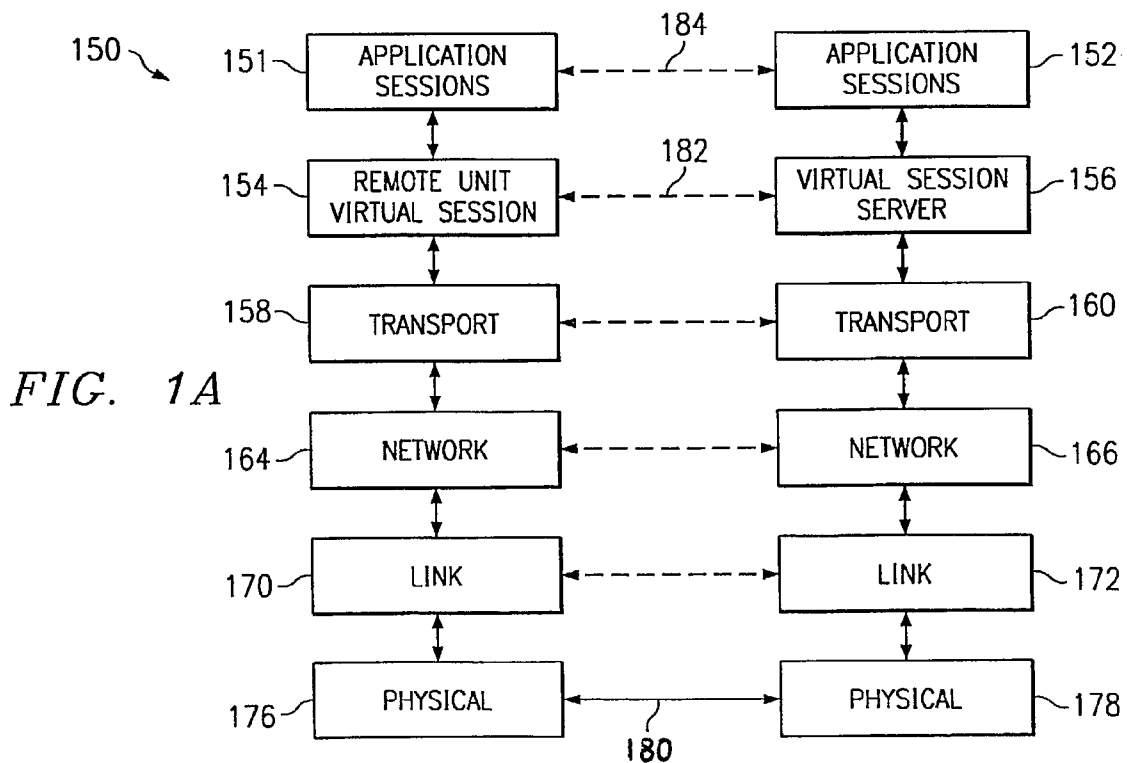 150
151
APPLICATION
SESSIONS
184
APPLICATION
SESSIONS
152
154
REMOTE UNIT
VIRTUAL SESSION
182
VIRTUAL SESSION
SERVER
156
158
TRANSPORT
TRANSPORT
160
FIG. 1A
164
NETWORK
NETWORK
166
170
LINK
LINK
172
176
PHYSICAL
180
PHYSICAL
178